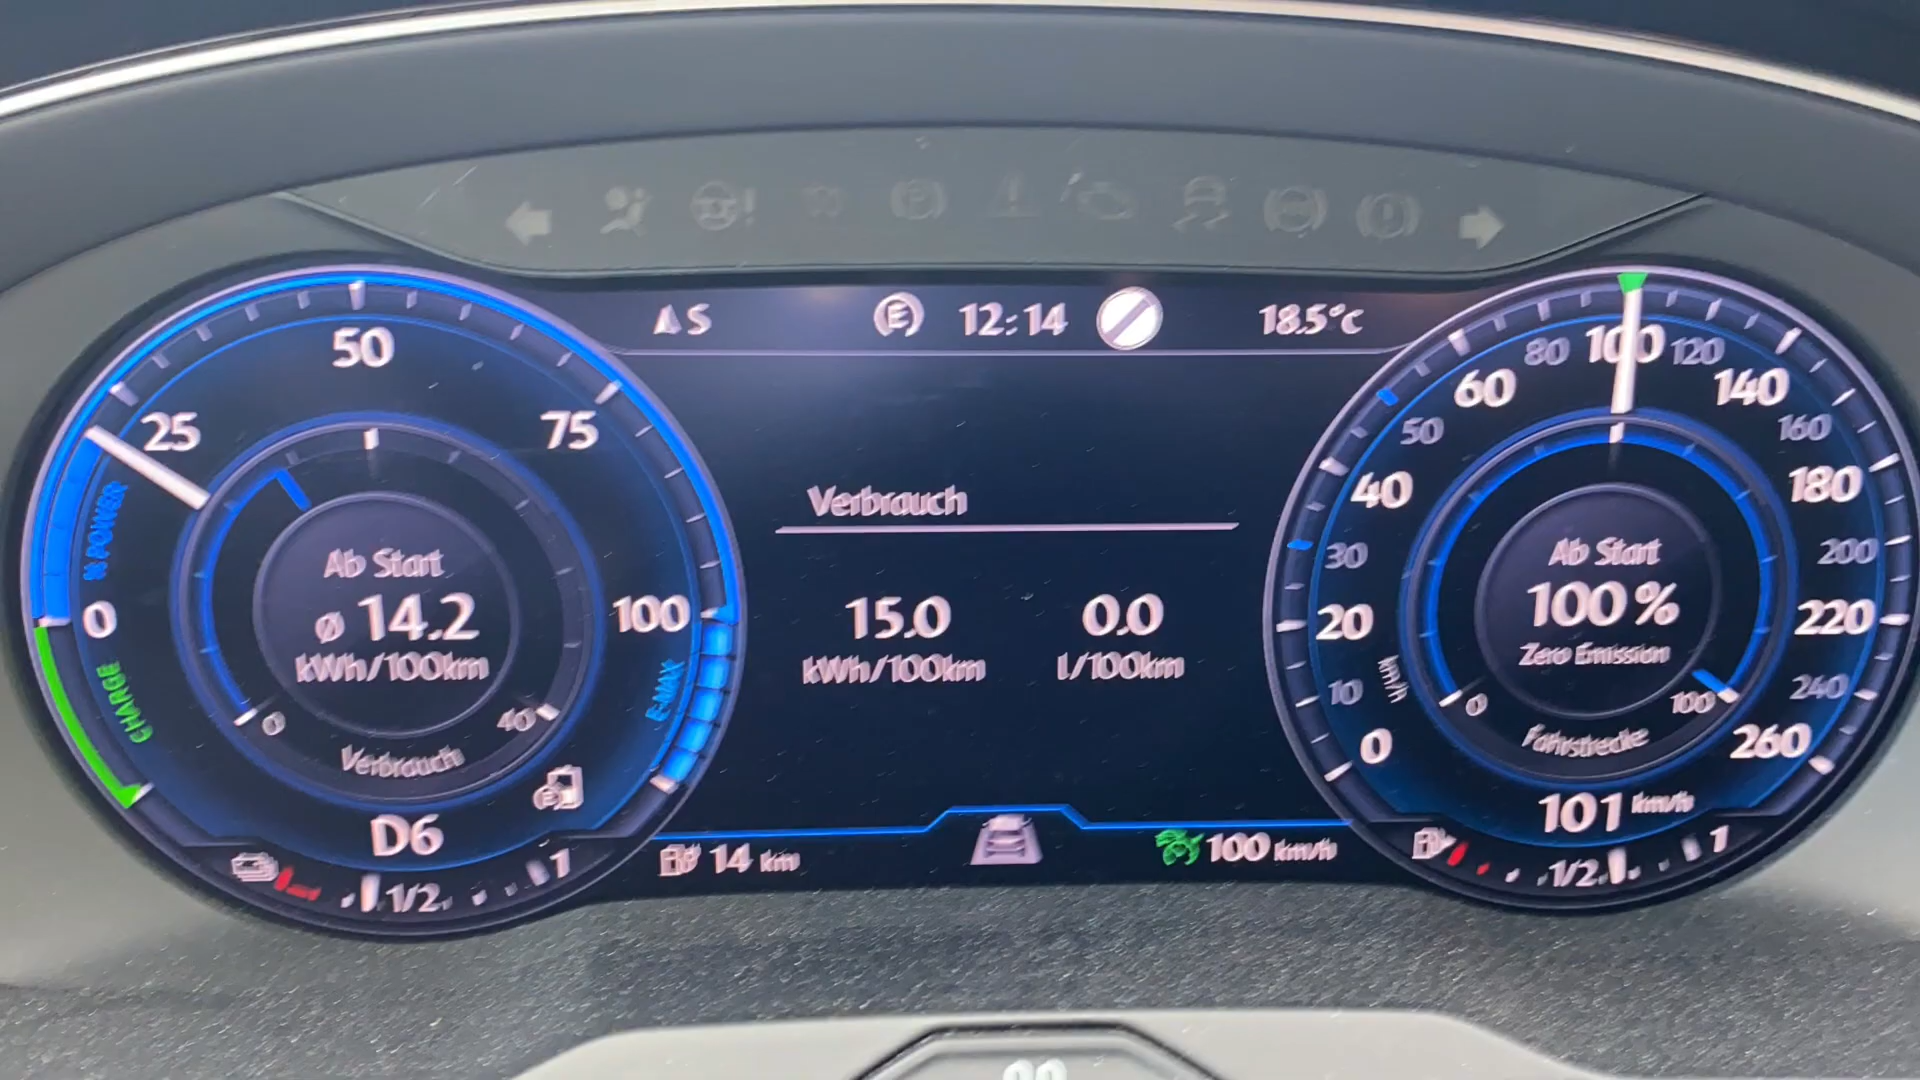 S 12:14 18.5°C
50
25 75
% POWER
0 100
CHARGE
E-MAX
Ab Start
ø 14.2
kWh/100km
0 40
Verbrauch
D6
1/2 1
Verbrauch
15.0 0.0
kWh/100km l/100km
14 km 100 km/h
80 100 120
60 140
50 160
40 180
30 200
20 220
10 240
0 260
km/h
Ab Start
100 %
Zero Emission
0 100
Fahrstrecke
101 km/h
1/2 1